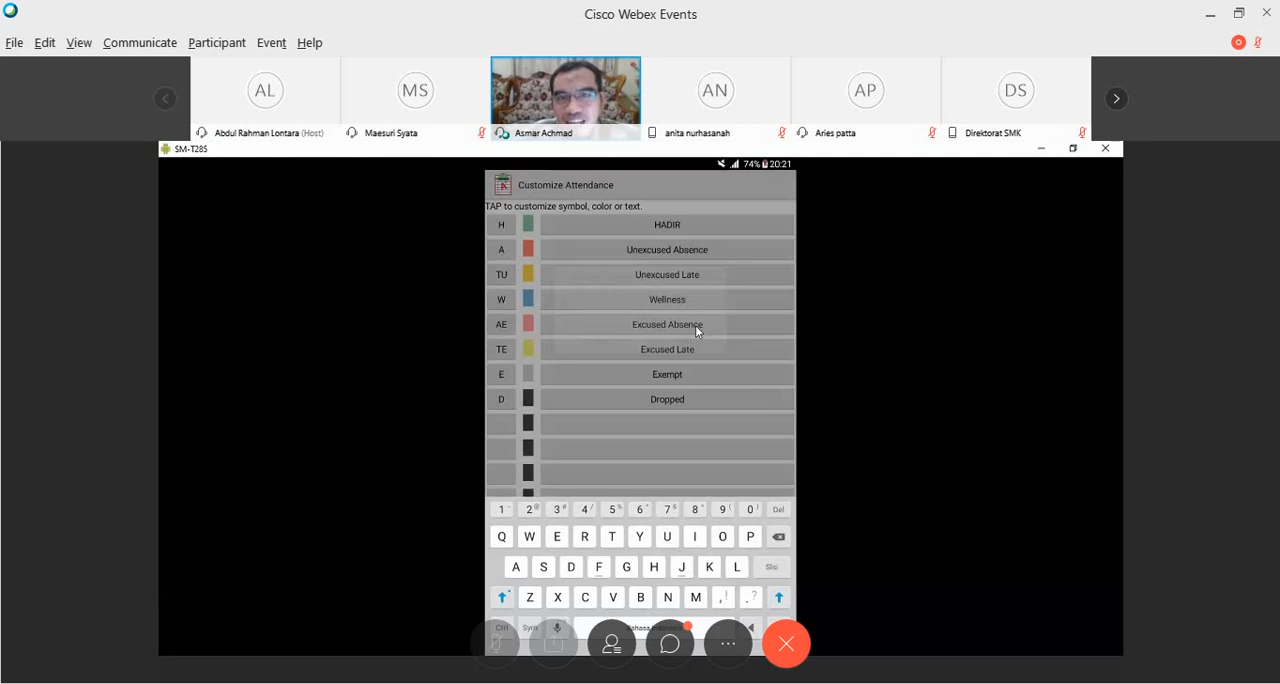 Cisco Webex Events
File Edit View Communicate Participant Event Help
AL MS AN AP DS
Abdul Rahman Lontara (Host) Maesuri Syata Asmar Achmad anita nurhasanah Aries patta Direktorat SMK
SM-T285
74% 20:21
Customize Attendance
TAP to customize symbol, color or text.
H HADIR
A Unexcused Absence
TU Unexcused Late
W Wellness
AE Excused Absence
TE Excused Late
E Exempt
D Dropped
1 - 2 @ 3 # 4 / 5 % 6 ^ 7 & 8 * 9 ( 0 ) Del
Q W E R T Y U I O P
A S D F G H J K L Slsi
Z X C V B N M , ! . ?
Ctrl Sym